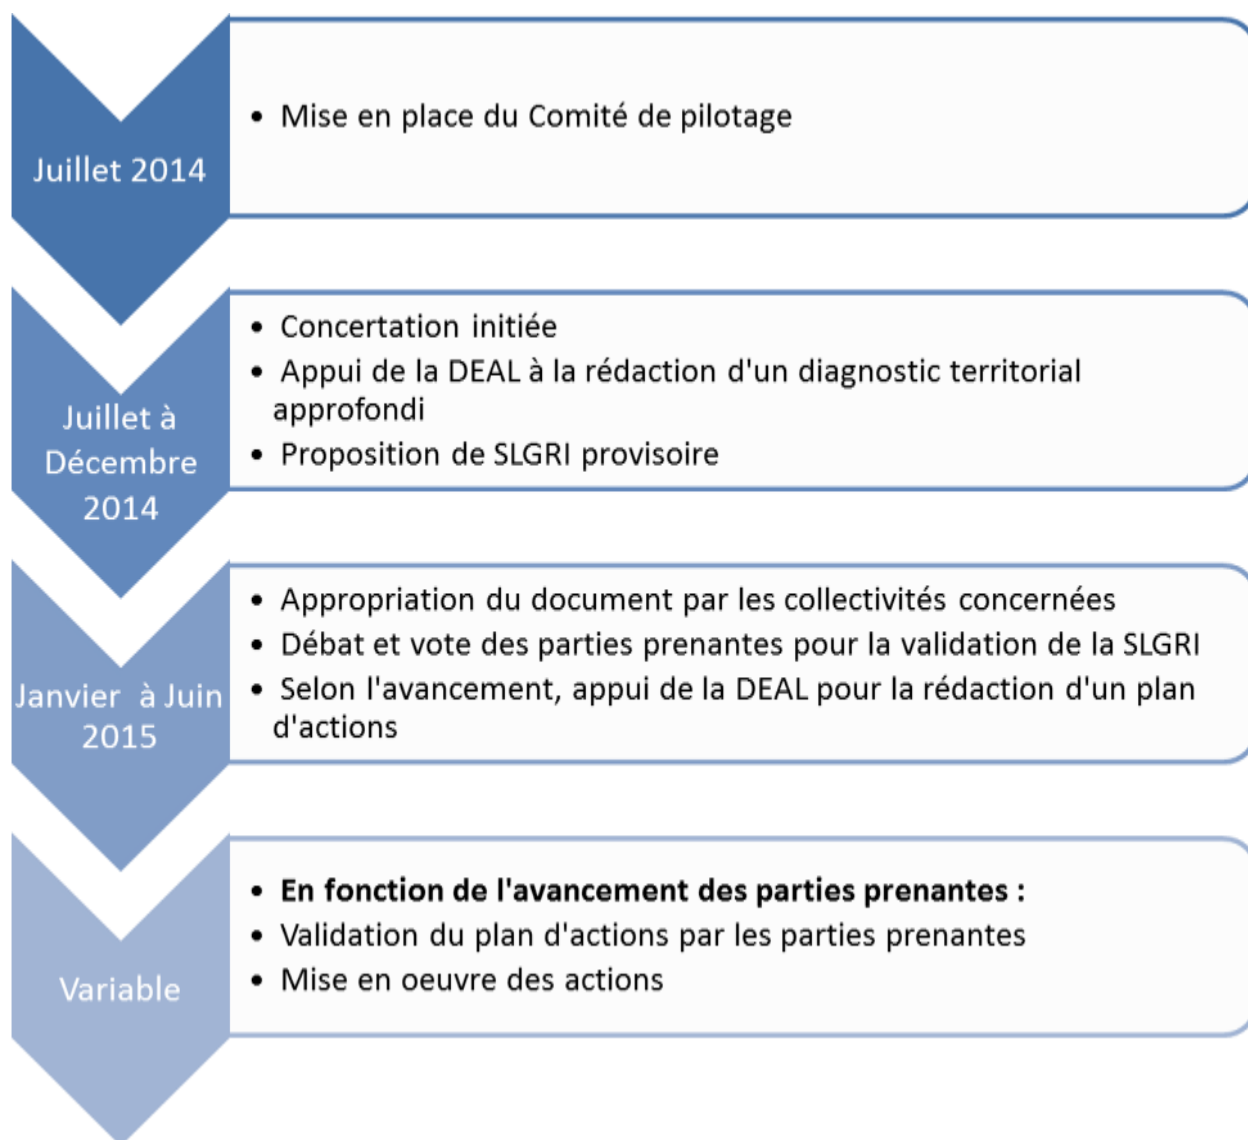 Juillet 2014
• Mise en place du Comité de pilotage
Juillet à
Décembre
2014
• Concertation initiée
• Appui de la DEAL à la rédaction d'un diagnostic territorial
approfondi
• Proposition de SLGRI provisoire
Janvier à Juin
2015
• Appropriation du document par les collectivités concernées
• Débat et vote des parties prenantes pour la validation de la SLGRI
• Selon l'avancement, appui de la DEAL pour la rédaction d'un plan
d'actions
Variable
• En fonction de l'avancement des parties prenantes :
• Validation du plan d'actions par les parties prenantes
• Mise en oeuvre des actions